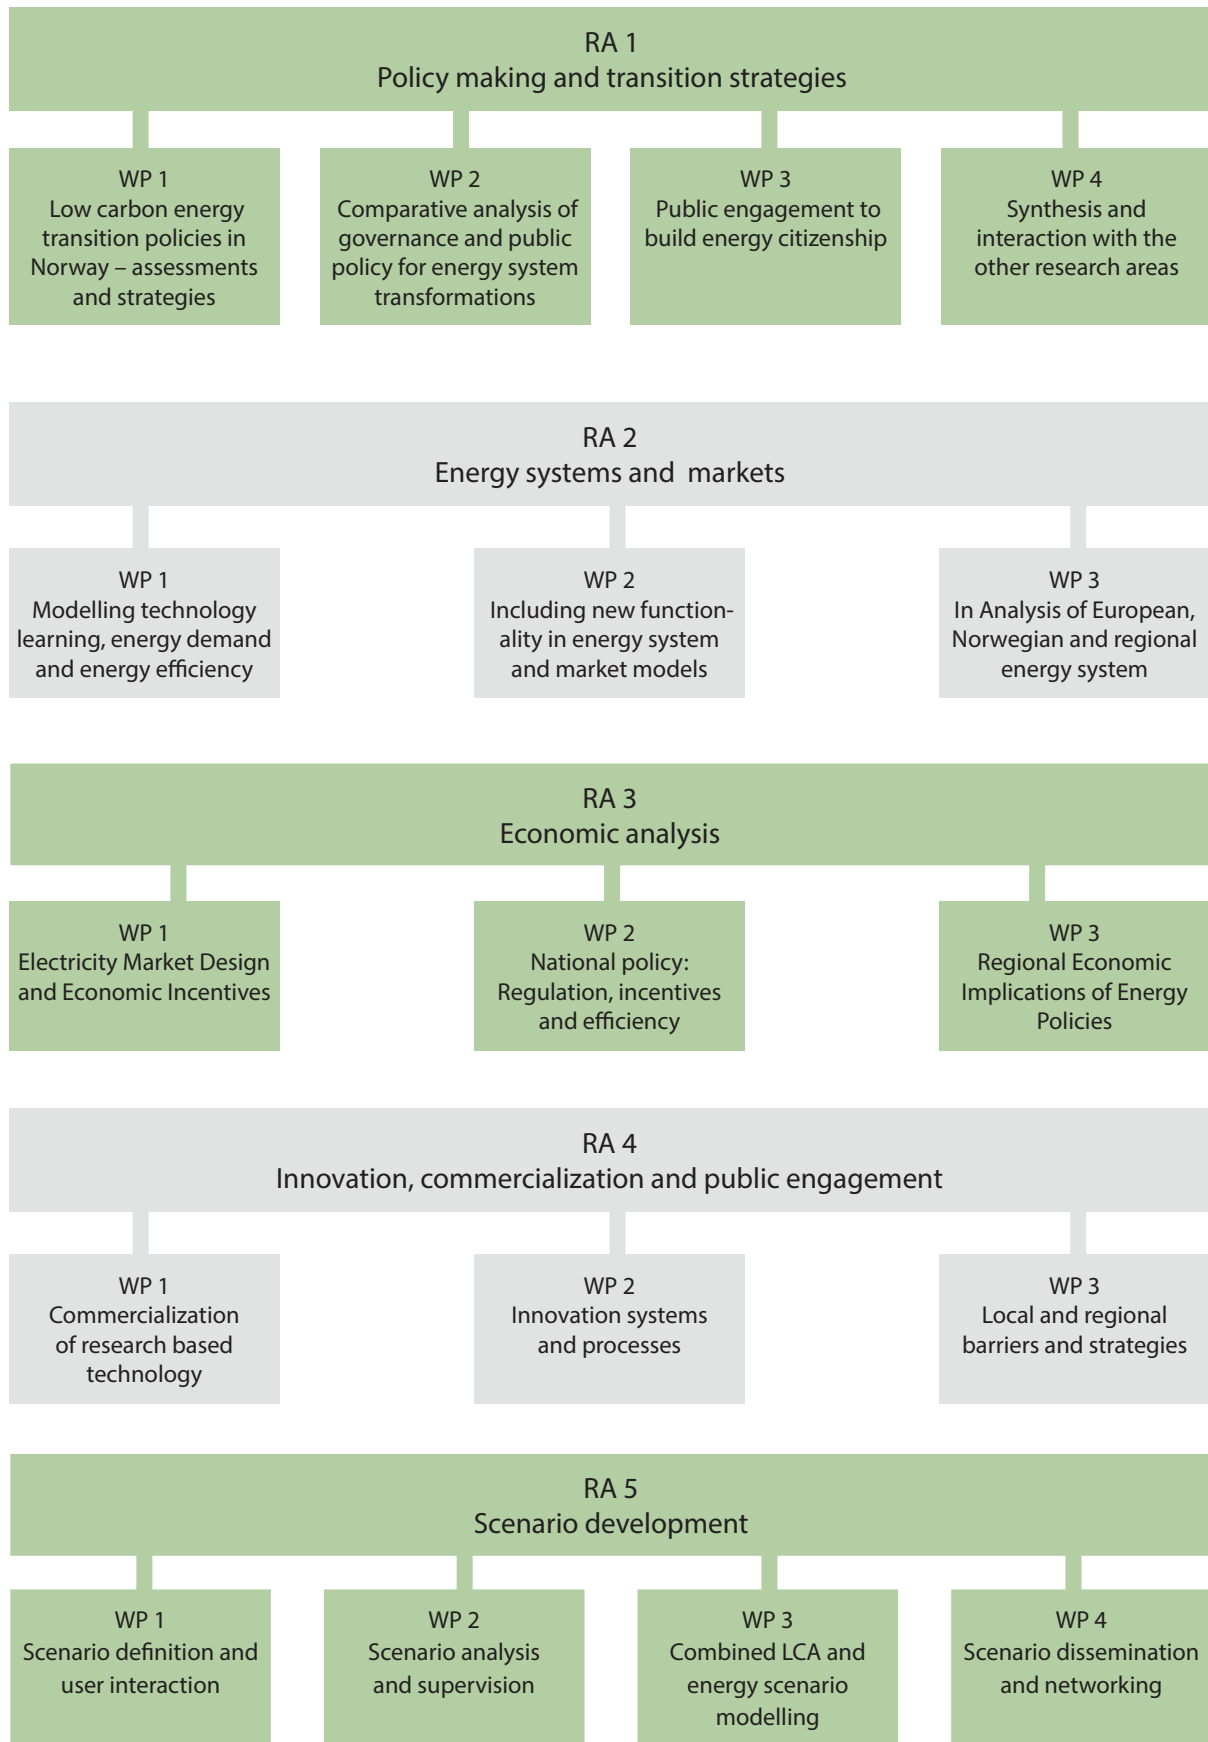 RA 1
Policy making and transition strategies
WP 1
Low carbon energy
transition policies in
Norway – assessments
and strategies
WP 2
Comparative analysis of
governance and public
policy for energy system
transformations
WP 3
Public engagement to
build energy citizenship
WP 4
Synthesis and
interaction with the
other research areas
RA 2
Energy systems and markets
WP 1
Modelling technology
learning, energy demand
and energy efficiency
WP 2
Including new function-
ality in energy system
and market models
WP 3
In Analysis of European,
Norwegian and regional
energy system
RA 3
Economic analysis
WP 1
Electricity Market Design
and Economic Incentives
WP 2
National policy:
Regulation, incentives
and efficiency
WP 3
Regional Economic
Implications of Energy
Policies
RA 4
Innovation, commercialization and public engagement
WP 1
Commercialization
of research based
technology
WP 2
Innovation systems
and processes
WP 3
Local and regional
barriers and strategies
RA 5
Scenario development
WP 1
Scenario definition and
user interaction
WP 2
Scenario analysis
and supervision
WP 3
Combined LCA and
energy scenario
modelling
WP 4
Scenario dissemination
and networking